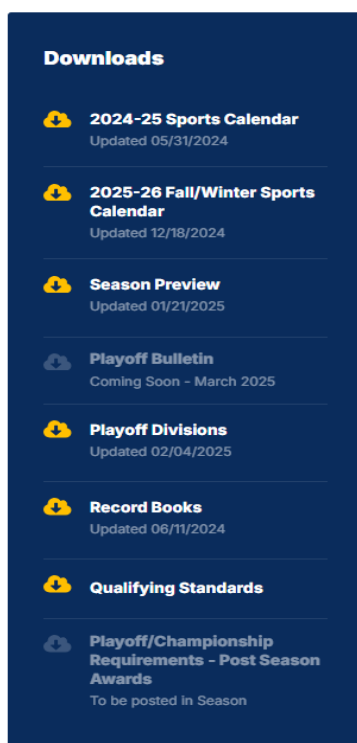 Downloads
2024-25 Sports Calendar
Updated 05/31/2024
2025-26 Fall/Winter Sports
Calendar
Updated 12/18/2024
Season Preview
Updated 01/21/2025
Playoff Bulletin
Coming Soon - March 2025
Playoff Divisions
Updated 02/04/2025
Record Books
Updated 06/11/2024
Qualifying Standards
Playoff/Championship
Requirements - Post Season
Awards
To be posted in Season